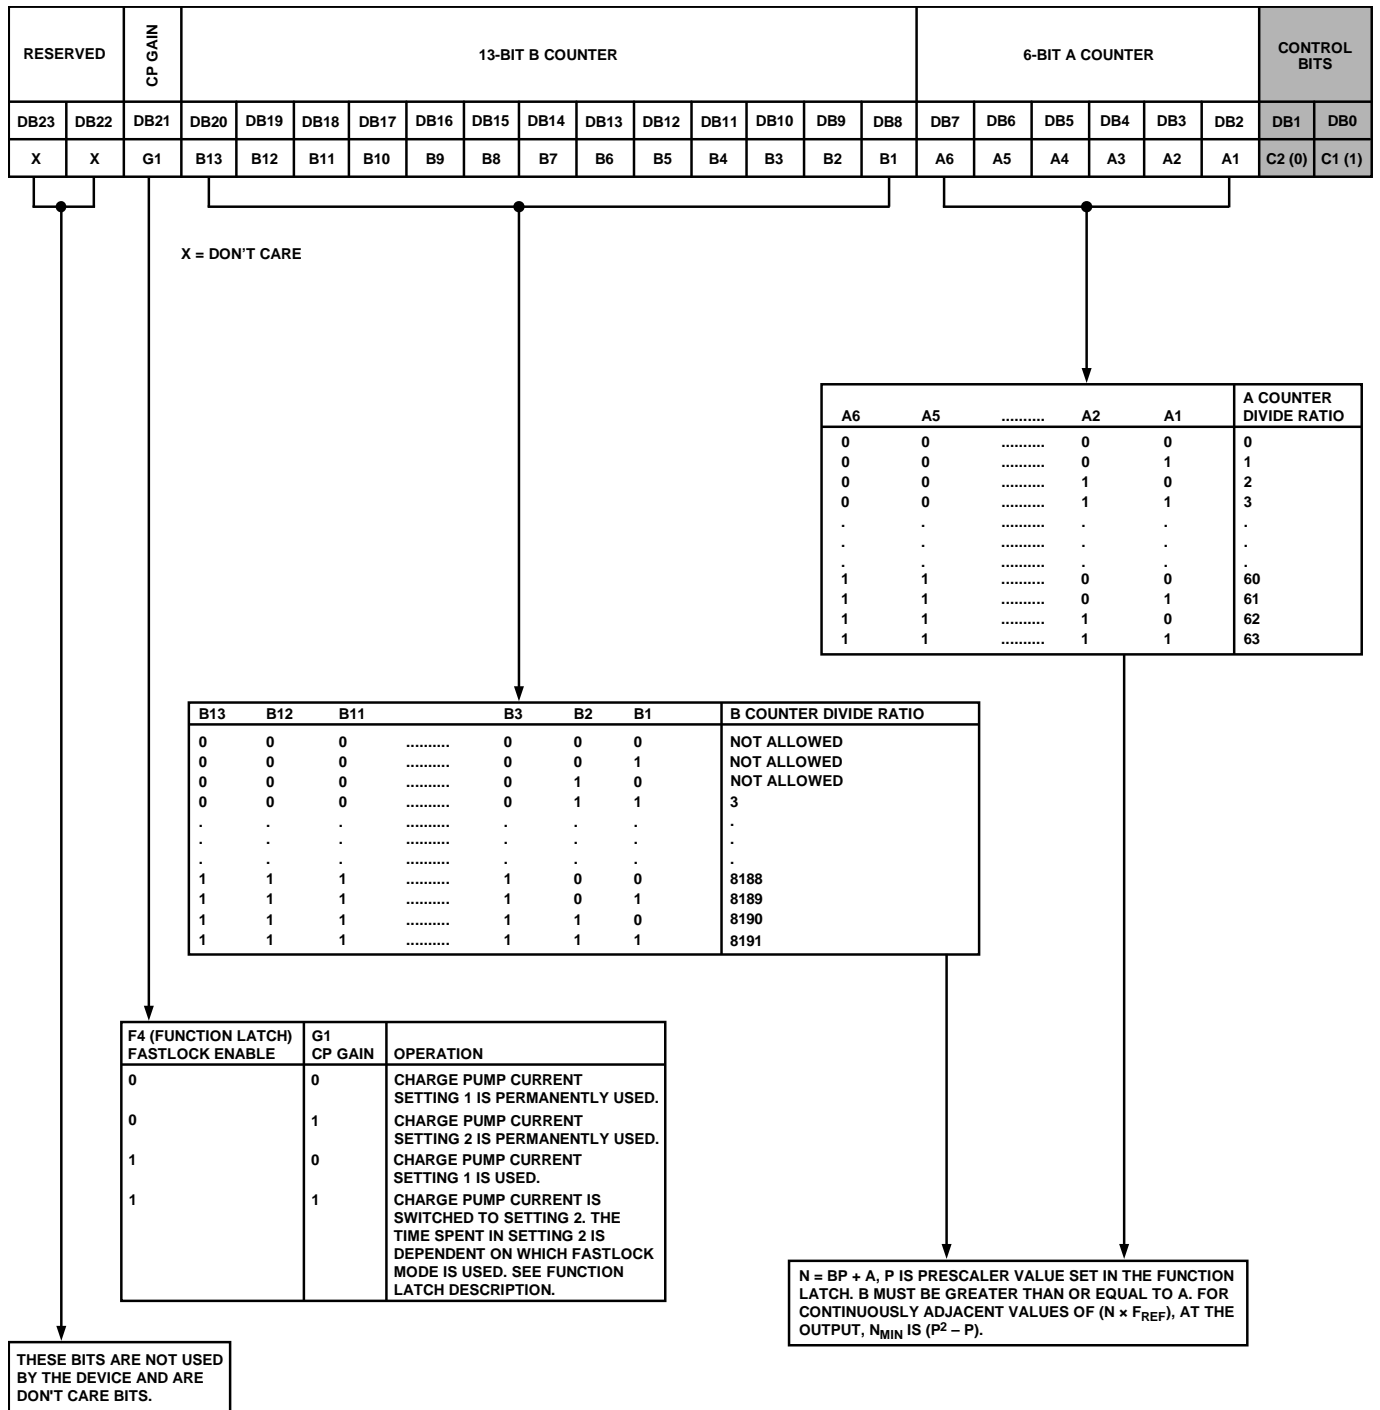 RESERVED
CP GAIN
13-BIT B COUNTER
6-BIT A COUNTER
CONTROL
BITS
DB23 DB22 DB21 DB20 DB19 DB18 DB17 DB16 DB15 DB14 DB13 DB12 DB11 DB10 DB9 DB8 DB7 DB6 DB5 DB4 DB3 DB2 DB1 DB0
X X G1 B13 B12 B11 B10 B9 B8 B7 B6 B5 B4 B3 B2 B1 A6 A5 A4 A3 A2 A1 C2 (0) C1 (1)
X = DON'T CARE
A COUNTER
A6 A5 .......... A2 A1 DIVIDE RATIO
0 0 .......... 0 0 0
0 0 .......... 0 1 1
0 0 .......... 1 0 2
0 0 .......... 1 1 3
. . .......... . . .
. . .......... . . .
. . .......... . . .
1 1 .......... 0 0 60
1 1 .......... 0 1 61
1 1 .......... 1 0 62
1 1 .......... 1 1 63
B13 B12 B11 B3 B2 B1 B COUNTER DIVIDE RATIO
0 0 0 .......... 0 0 0 NOT ALLOWED
0 0 0 .......... 0 0 1 NOT ALLOWED
0 0 0 .......... 0 1 0 NOT ALLOWED
0 0 0 .......... 0 1 1 3
. . . .......... . . . .
. . . .......... . . . .
. . . .......... . . . .
1 1 1 .......... 1 0 0 8188
1 1 1 .......... 1 0 1 8189
1 1 1 .......... 1 1 0 8190
1 1 1 .......... 1 1 1 8191
F4 (FUNCTION LATCH) G1
FASTLOCK ENABLE CP GAIN OPERATION
0 0 CHARGE PUMP CURRENT
SETTING 1 IS PERMANENTLY USED.
0 1 CHARGE PUMP CURRENT
SETTING 2 IS PERMANENTLY USED.
1 0 CHARGE PUMP CURRENT
SETTING 1 IS USED.
1 1 CHARGE PUMP CURRENT IS
SWITCHED TO SETTING 2. THE
TIME SPENT IN SETTING 2 IS
DEPENDENT ON WHICH FASTLOCK
MODE IS USED. SEE FUNCTION
LATCH DESCRIPTION.
N = BP + A, P IS PRESCALER VALUE SET IN THE FUNCTION
LATCH. B MUST BE GREATER THAN OR EQUAL TO A. FOR
CONTINUOUSLY ADJACENT VALUES OF (N × FREF), AT THE
OUTPUT, NMIN IS (P² – P).
THESE BITS ARE NOT USED
BY THE DEVICE AND ARE
DON'T CARE BITS.